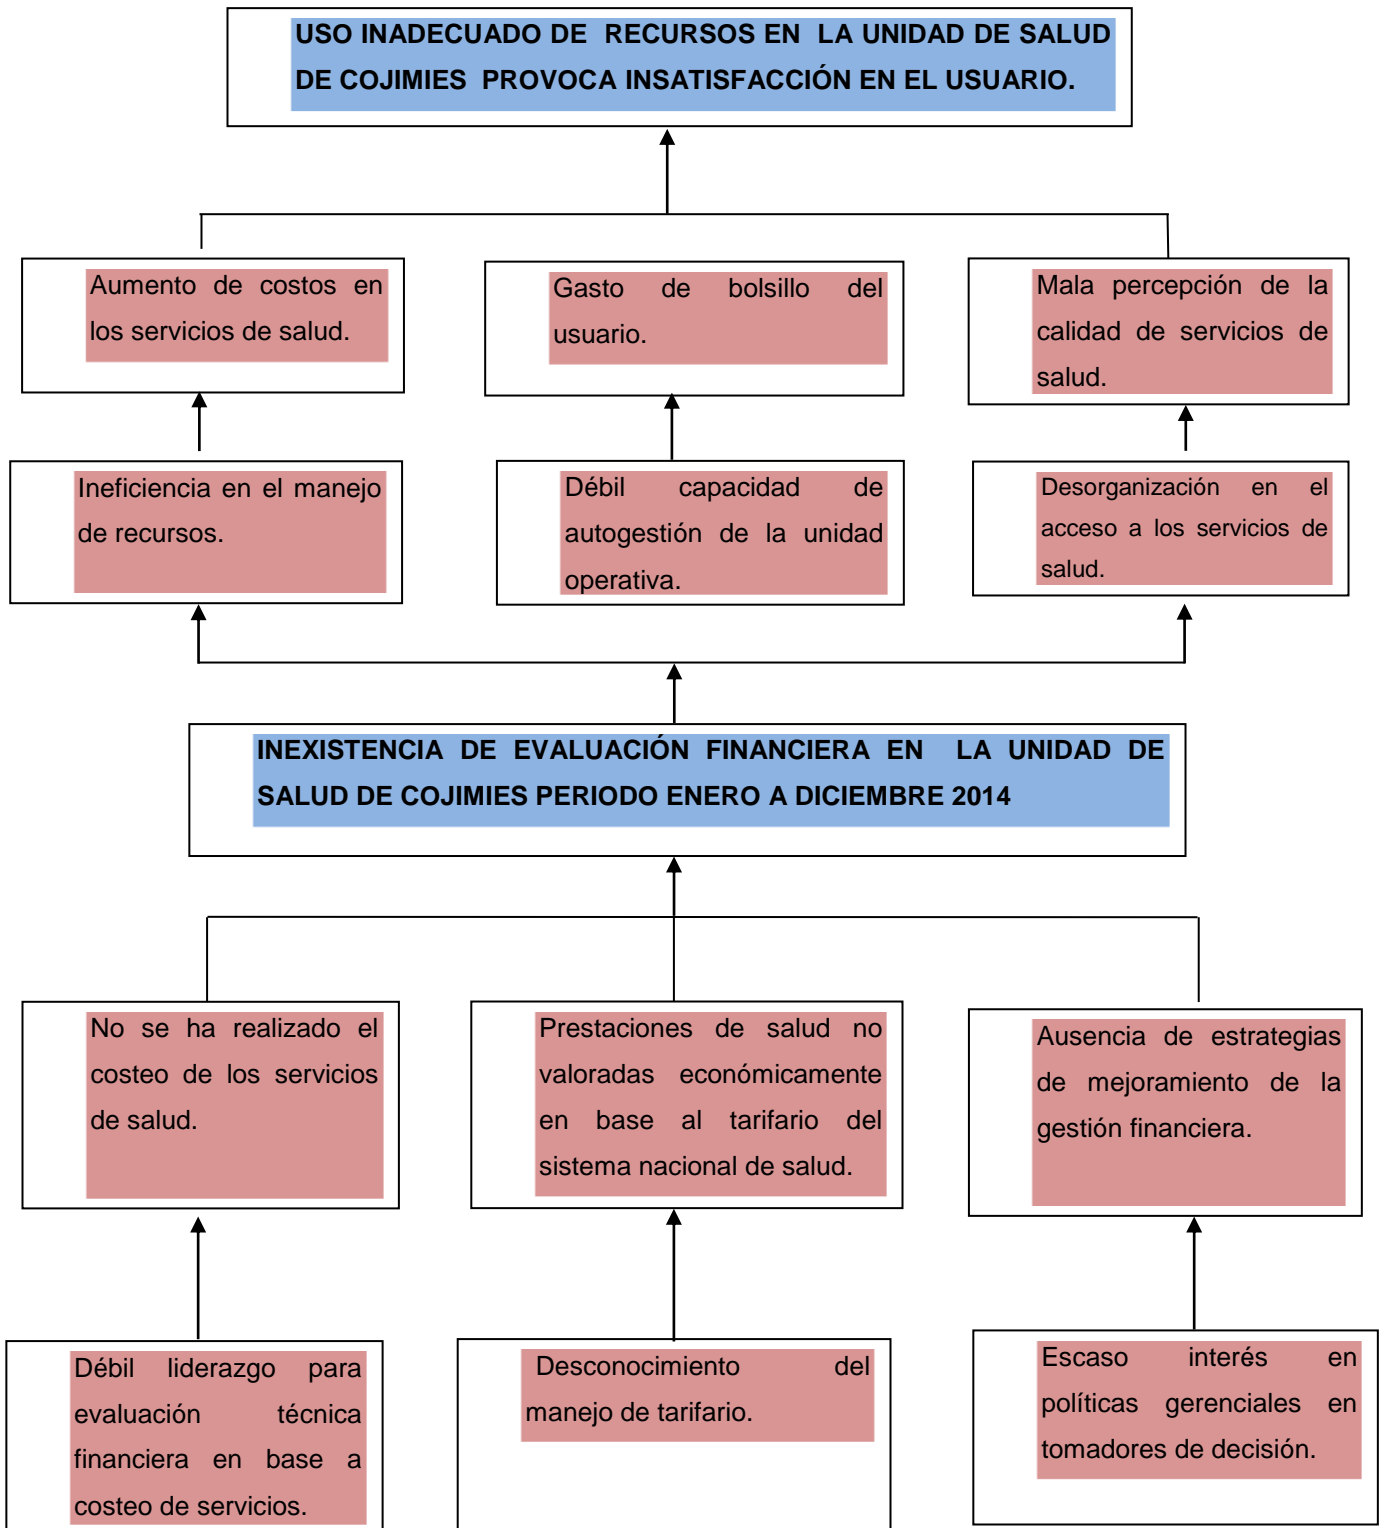 USO INADECUADO DE RECURSOS EN LA UNIDAD DE SALUD
DE COJIMIES PROVOCA INSATISFACCIÓN EN EL USUARIO.
Aumento de costos en
los servicios de salud.
Gasto de bolsillo del
usuario.
Mala percepción de la
calidad de servicios de
salud.
Ineficiencia en el manejo
de recursos.
Débil capacidad de
autogestión de la unidad
operativa.
Desorganización en el
acceso a los servicios de
salud.
INEXISTENCIA DE EVALUACIÓN FINANCIERA EN LA UNIDAD DE
SALUD DE COJIMIES PERIODO ENERO A DICIEMBRE 2014
No se ha realizado el
costeo de los servicios
de salud.
Prestaciones de salud no
valoradas económicamente
en base al tarifario del
sistema nacional de salud.
Ausencia de estrategias
de mejoramiento de la
gestión financiera.
Débil liderazgo para
evaluación técnica
financiera en base a
costeo de servicios.
Desconocimiento del
manejo de tarifario.
Escaso interés en
políticas gerenciales en
tomadores de decisión.